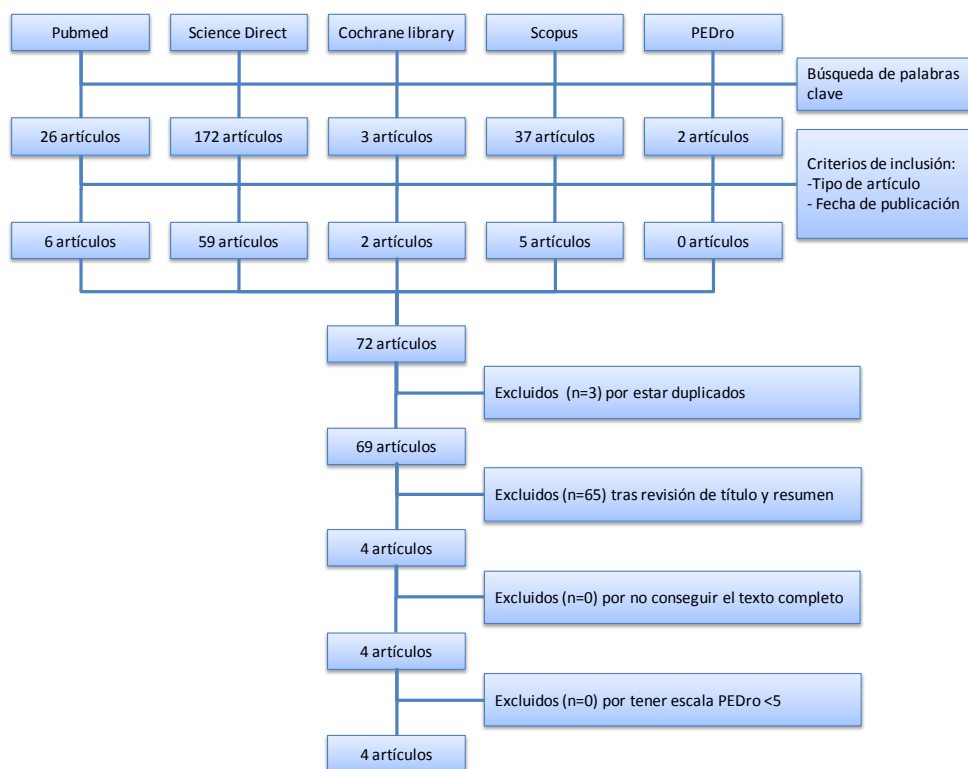 Pubmed
Science Direct
Cochrane library
Scopus
PEDro
Búsqueda de palabras
clave
26 artículos
172 artículos
3 artículos
37 artículos
2 artículos
Criterios de inclusión:
-Tipo de artículo
- Fecha de publicación
6 artículos
59 artículos
2 artículos
5 artículos
0 artículos
72 artículos
Excluidos (n=3) por estar duplicados
69 artículos
Excluidos (n=65) tras revisión de título y resumen
4 artículos
Excluidos (n=0) por no conseguir el texto completo
4 artículos
Excluidos (n=0) por tener escala PEDro <5
4 artículos